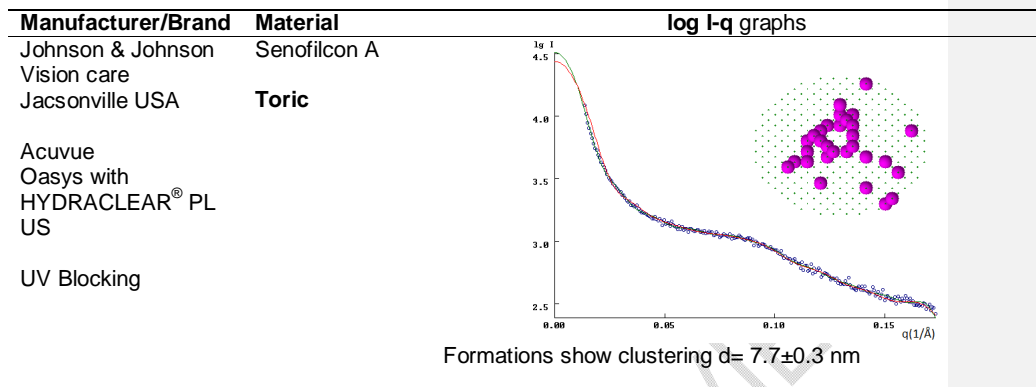 Manufacturer/Brand Material log I-q graphs
Johnson & Johnson Senofilcon A
Vision care
Jacsonville USA Toric
Acuvue
Oasys with
HYDRACLEAR® PL
US
UV Blocking
lg I
4.5
4.0
3.5
3.0
2.5
0.00 0.05 0.10 0.15
q(1/Å)
Formations show clustering d= 7.7±0.3 nm